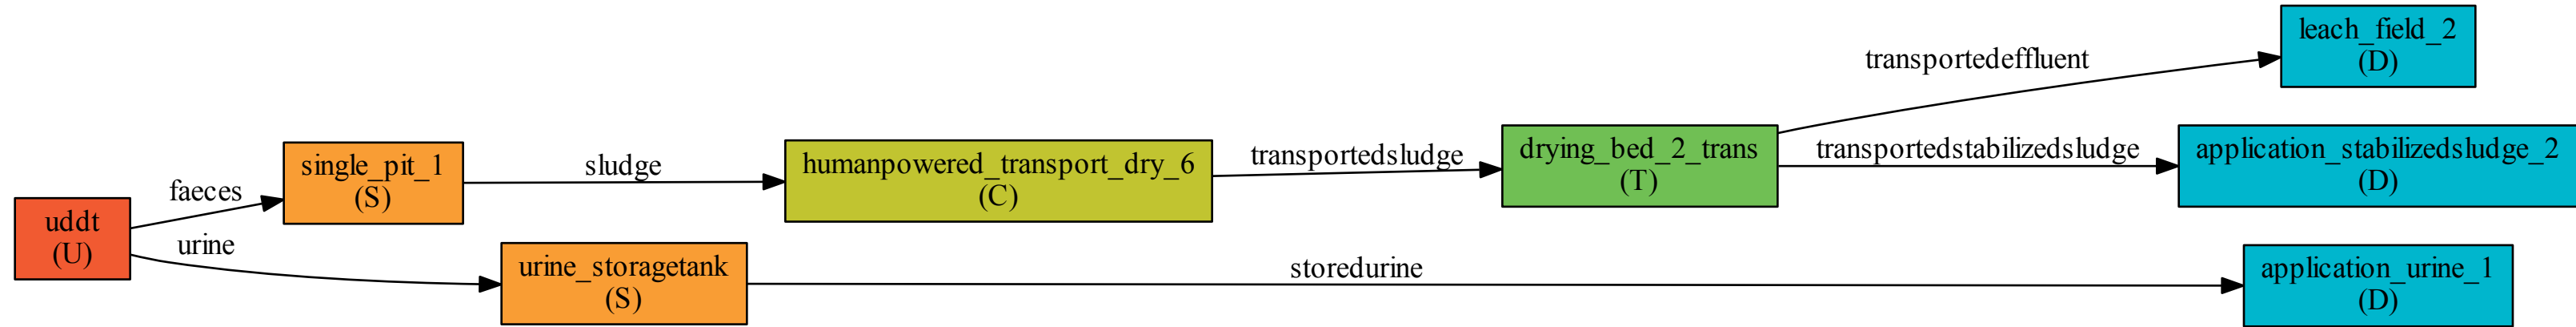 uddt
(U)
faeces
urine
single_pit_1
(S)
urine_storagetank
(S)
sludge
storedurine
humanpowered_transport_dry_6
(C)
transportedsludge
drying_bed_2_trans
(T)
transportedeffluent
transportedstabilizedsludge
leach_field_2
(D)
application_stabilizedsludge_2
(D)
application_urine_1
(D)